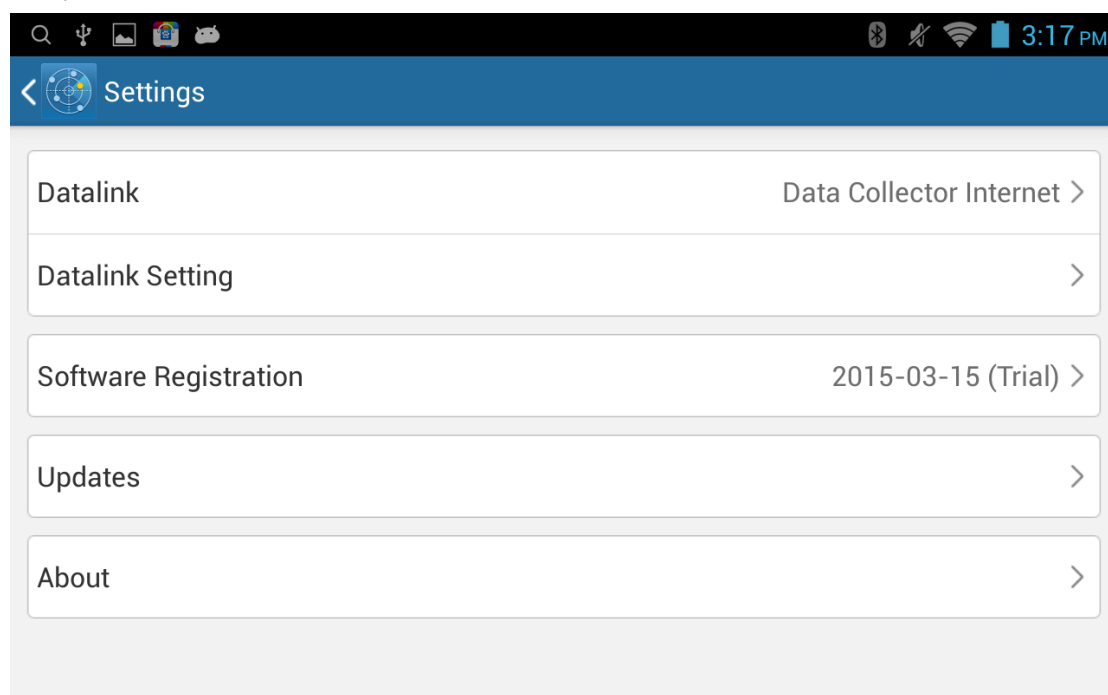 3:17 PM
Settings
Datalink Data Collector Internet
Datalink Setting
Software Registration 2015-03-15 (Trial)
Updates
About